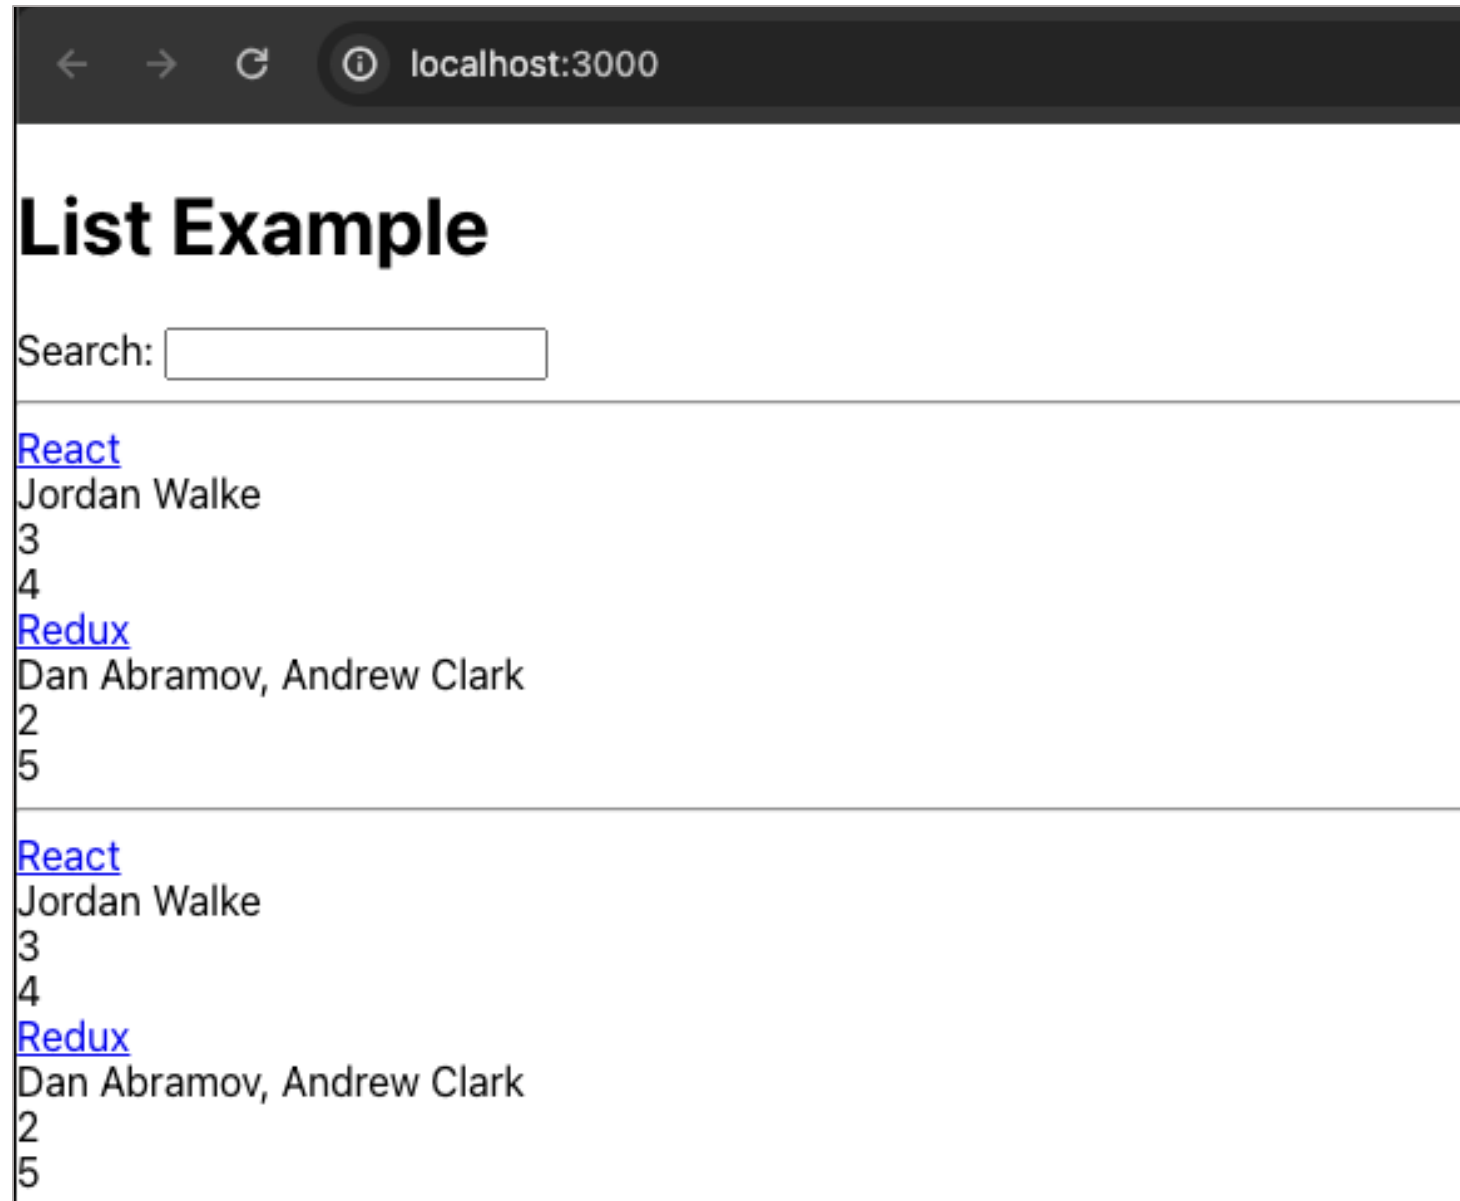 localhost:3000
List Example
Search:
React
Jordan Walke
3
4
Redux
Dan Abramov, Andrew Clark
2
5
React
Jordan Walke
3
4
Redux
Dan Abramov, Andrew Clark
2
5